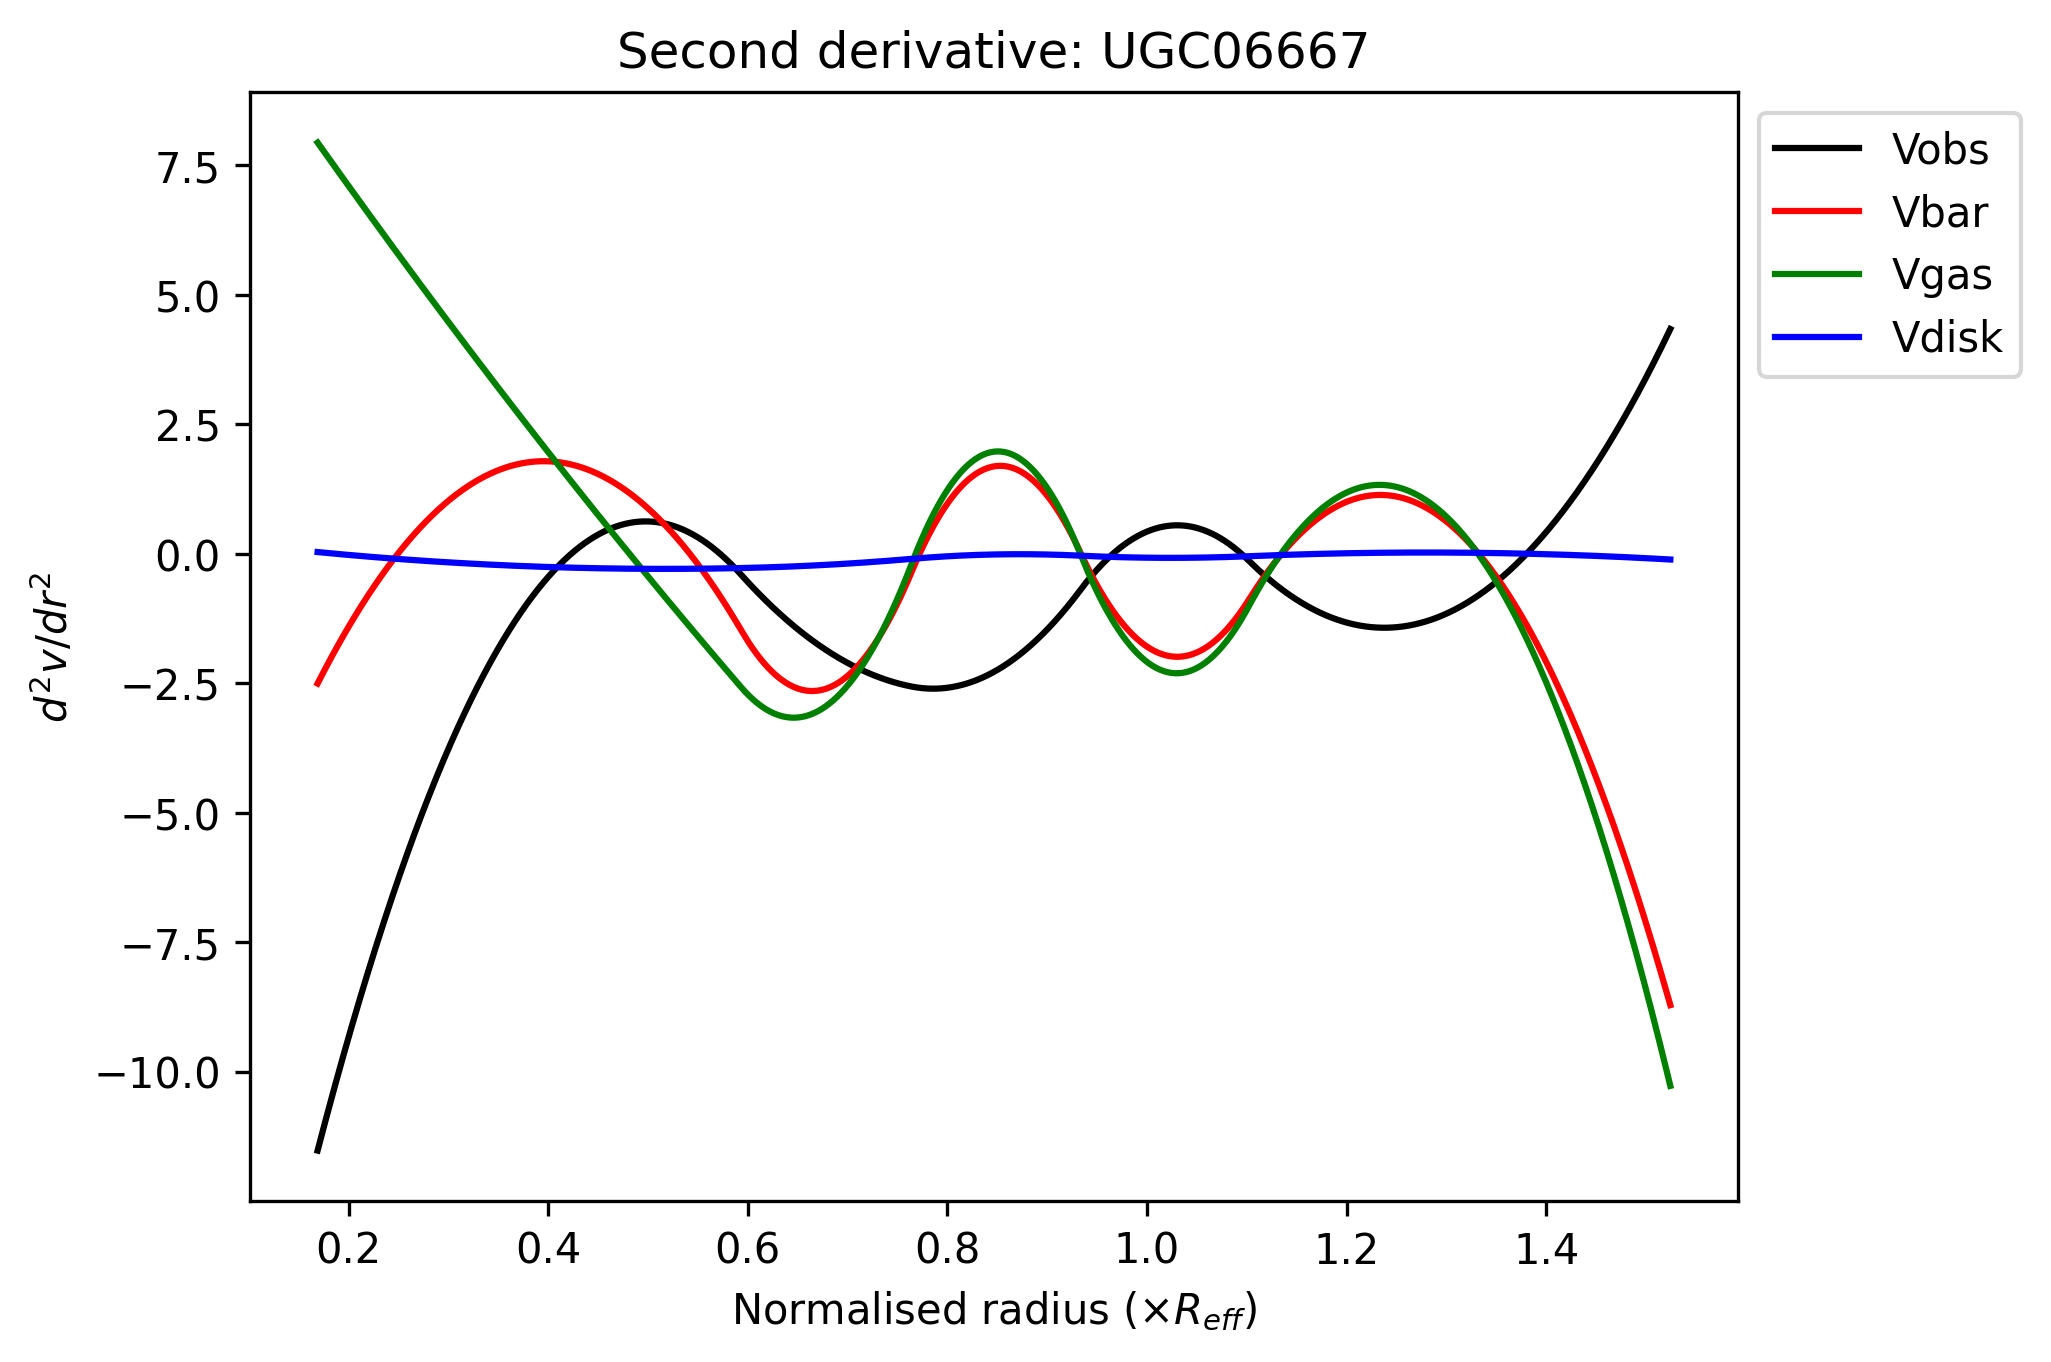 Second derivative: UGC06667
Vobs
Vbar
Vgas
Vdisk
d²v/dr²
7.5
5.0
2.5
0.0
−2.5
−5.0
−7.5
−10.0
0.2 0.4 0.6 0.8 1.0 1.2 1.4
Normalised radius (×R_eff)